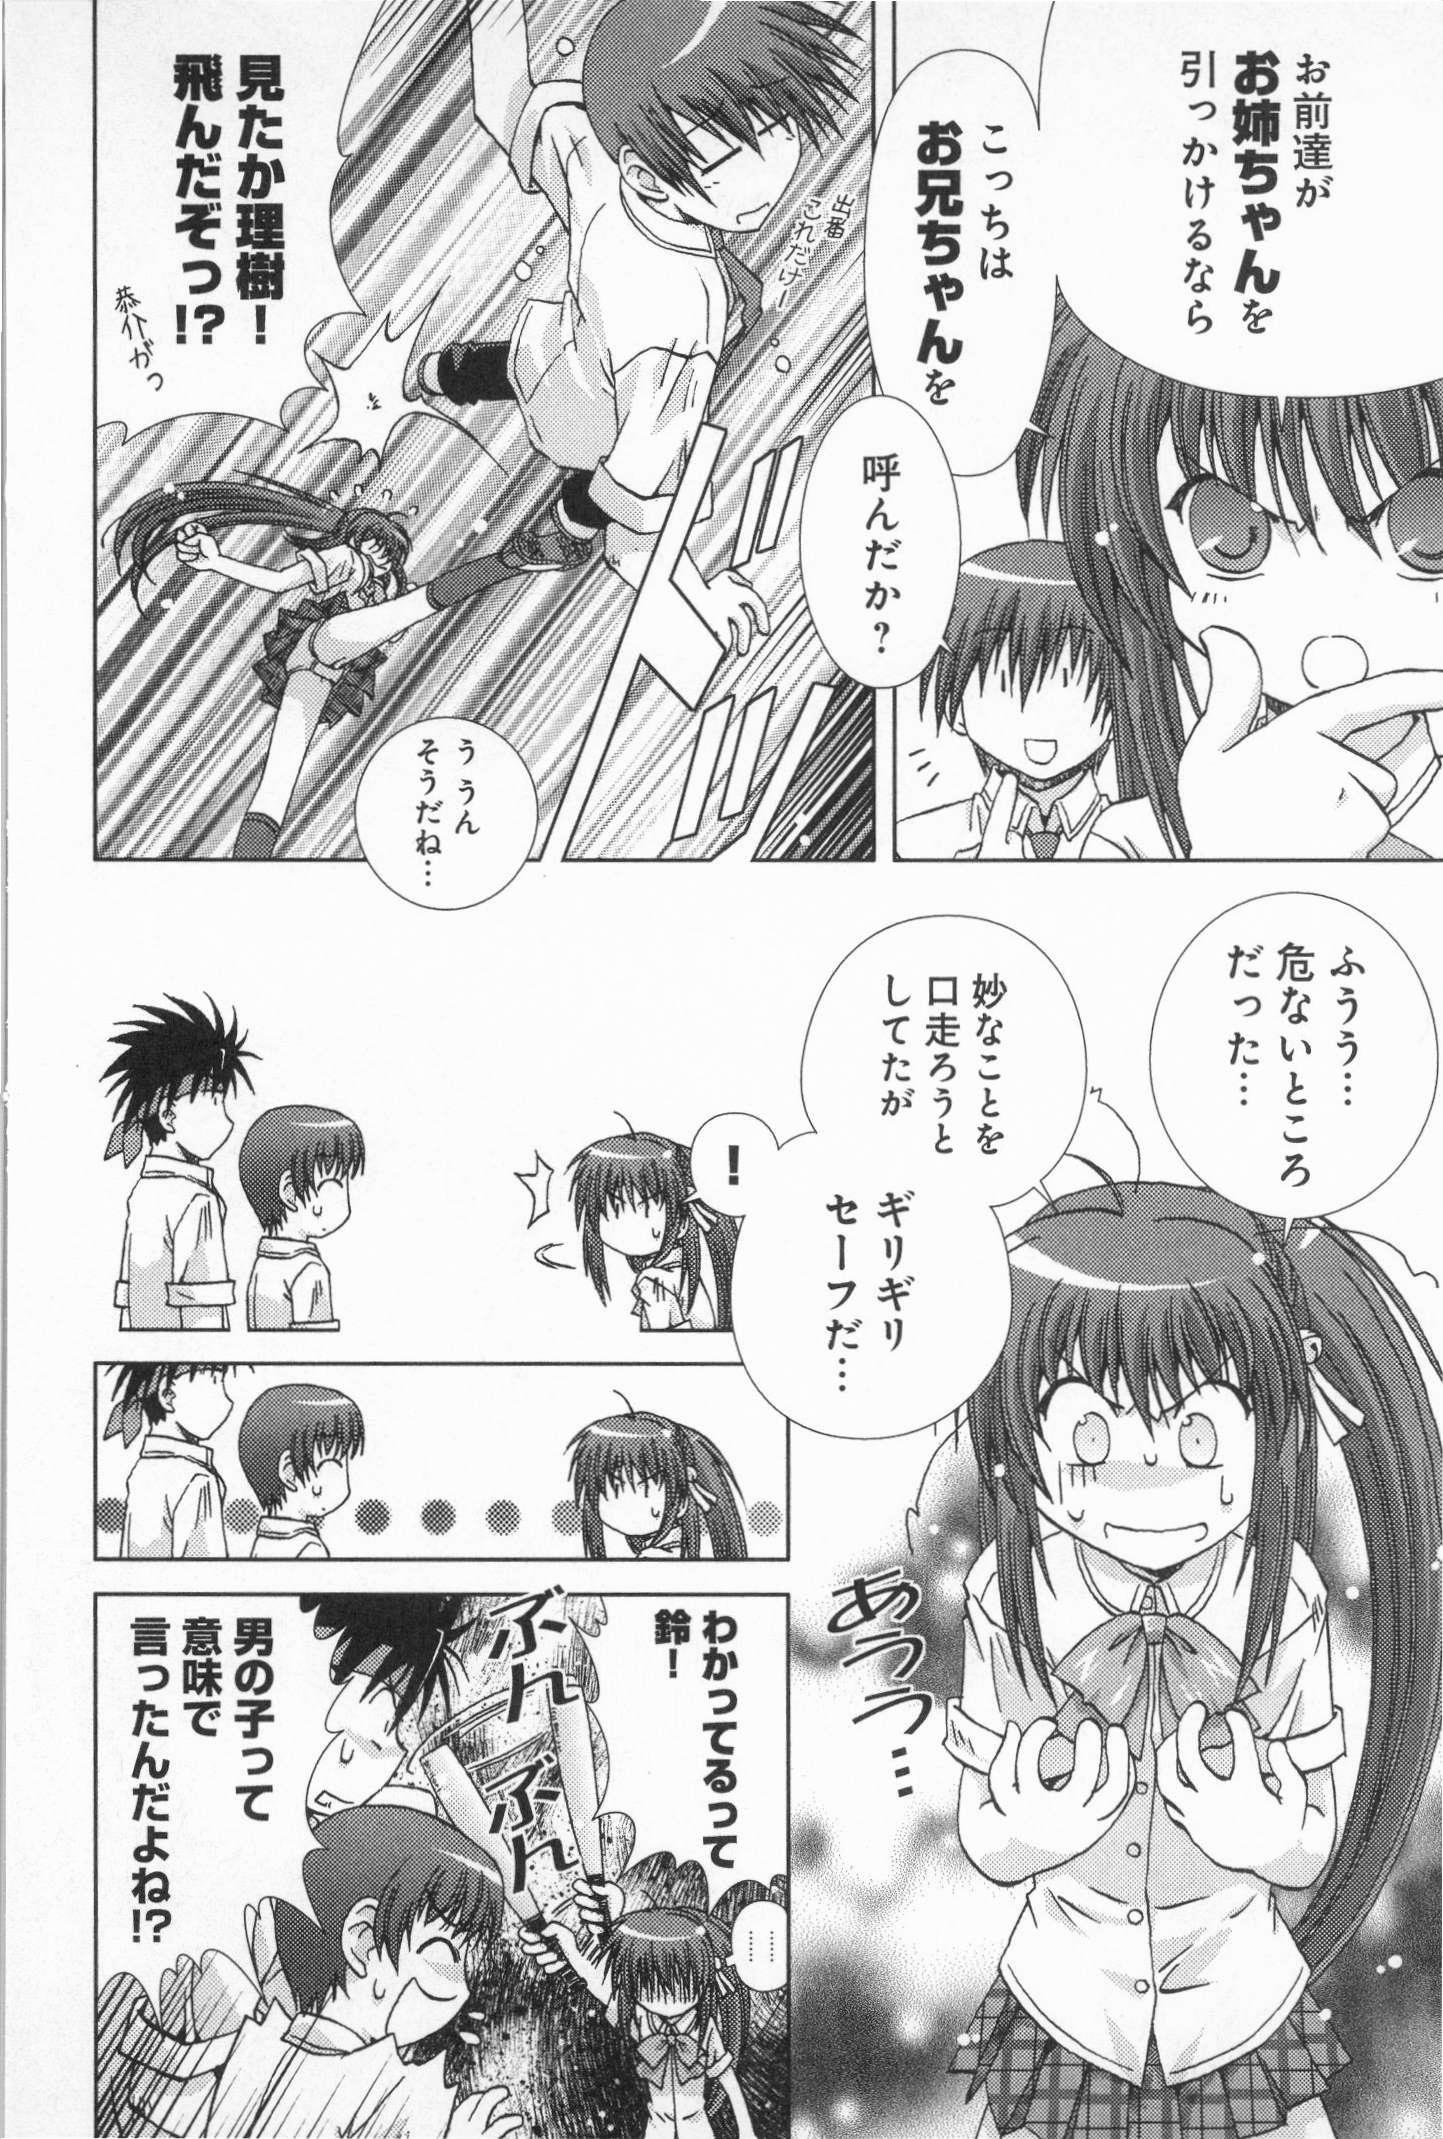 お前達が
お姉ちゃんを
引っかけるなら
こっちは
お兄ちゃんを
呼んだか?
出番
これだけー
見たか理樹!
飛んだぞっ!?
恭介がっ
う うん
そうだね…
ふうう…
危ないところ
だった…
妙なことを
口走ろうと
してたが
ギリギリ
セーフだ…
!
あううう…
わかってるって
鈴!
ぶん
ぶん
男の子って
意味で
言ったんだよね!?
………
………